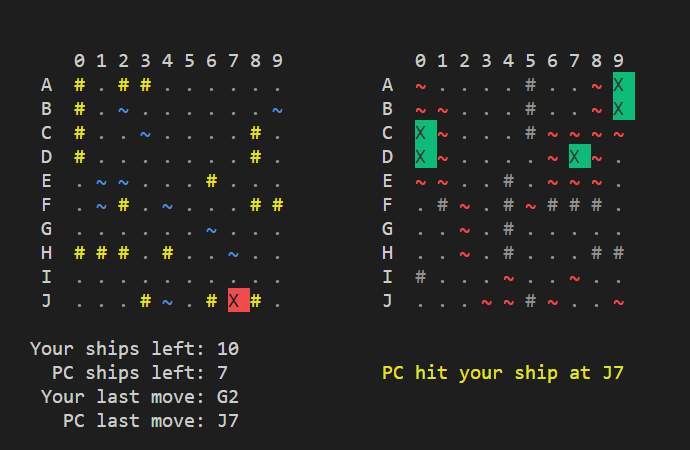 0 1 2 3 4 5 6 7 8 9 0 1 2 3 4 5 6 7 8 9
A # . # # . . . . . . A ~ . . . . # . . ~ X
B # . ~ . . . . . . ~ B ~ ~ . . . # . . ~ X
C # . . ~ . . . . # . C X ~ . . . # ~ ~ ~ ~
D # . . . . . . . # . D X ~ . . . . ~ X ~ .
E . ~ ~ . . . # . . . E ~ ~ . . # . ~ ~ ~ .
F . ~ # . ~ . . . # # F . # ~ . # ~ # # # .
G . . . . . . ~ . . . G . . ~ . # . . . . .
H # # # . # . . ~ . . H . . ~ . # . . . # #
I . . . . . . . . . . I # . . . ~ . . ~ . .
J . . . # ~ . # X # . J . . . ~ ~ # ~ . . ~
Your ships left: 10
PC ships left: 7 PC hit your ship at J7
Your last move: G2
PC last move: J7